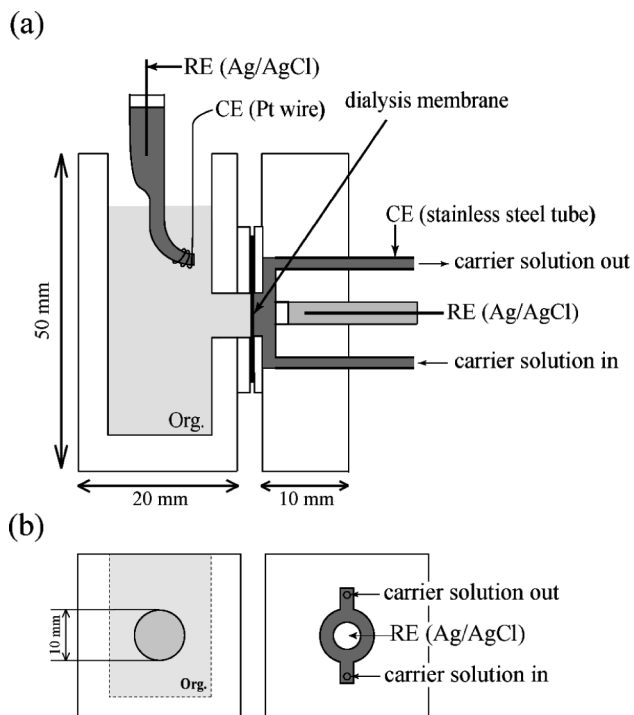 (a)
RE (Ag/AgCl)
CE (Pt wire)
dialysis membrane
CE (stainless steel tube)
carrier solution out
RE (Ag/AgCl)
carrier solution in
50 mm
Org.
20 mm
10 mm
(b)
carrier solution out
10 mm
RE (Ag/AgCl)
carrier solution in
Org.